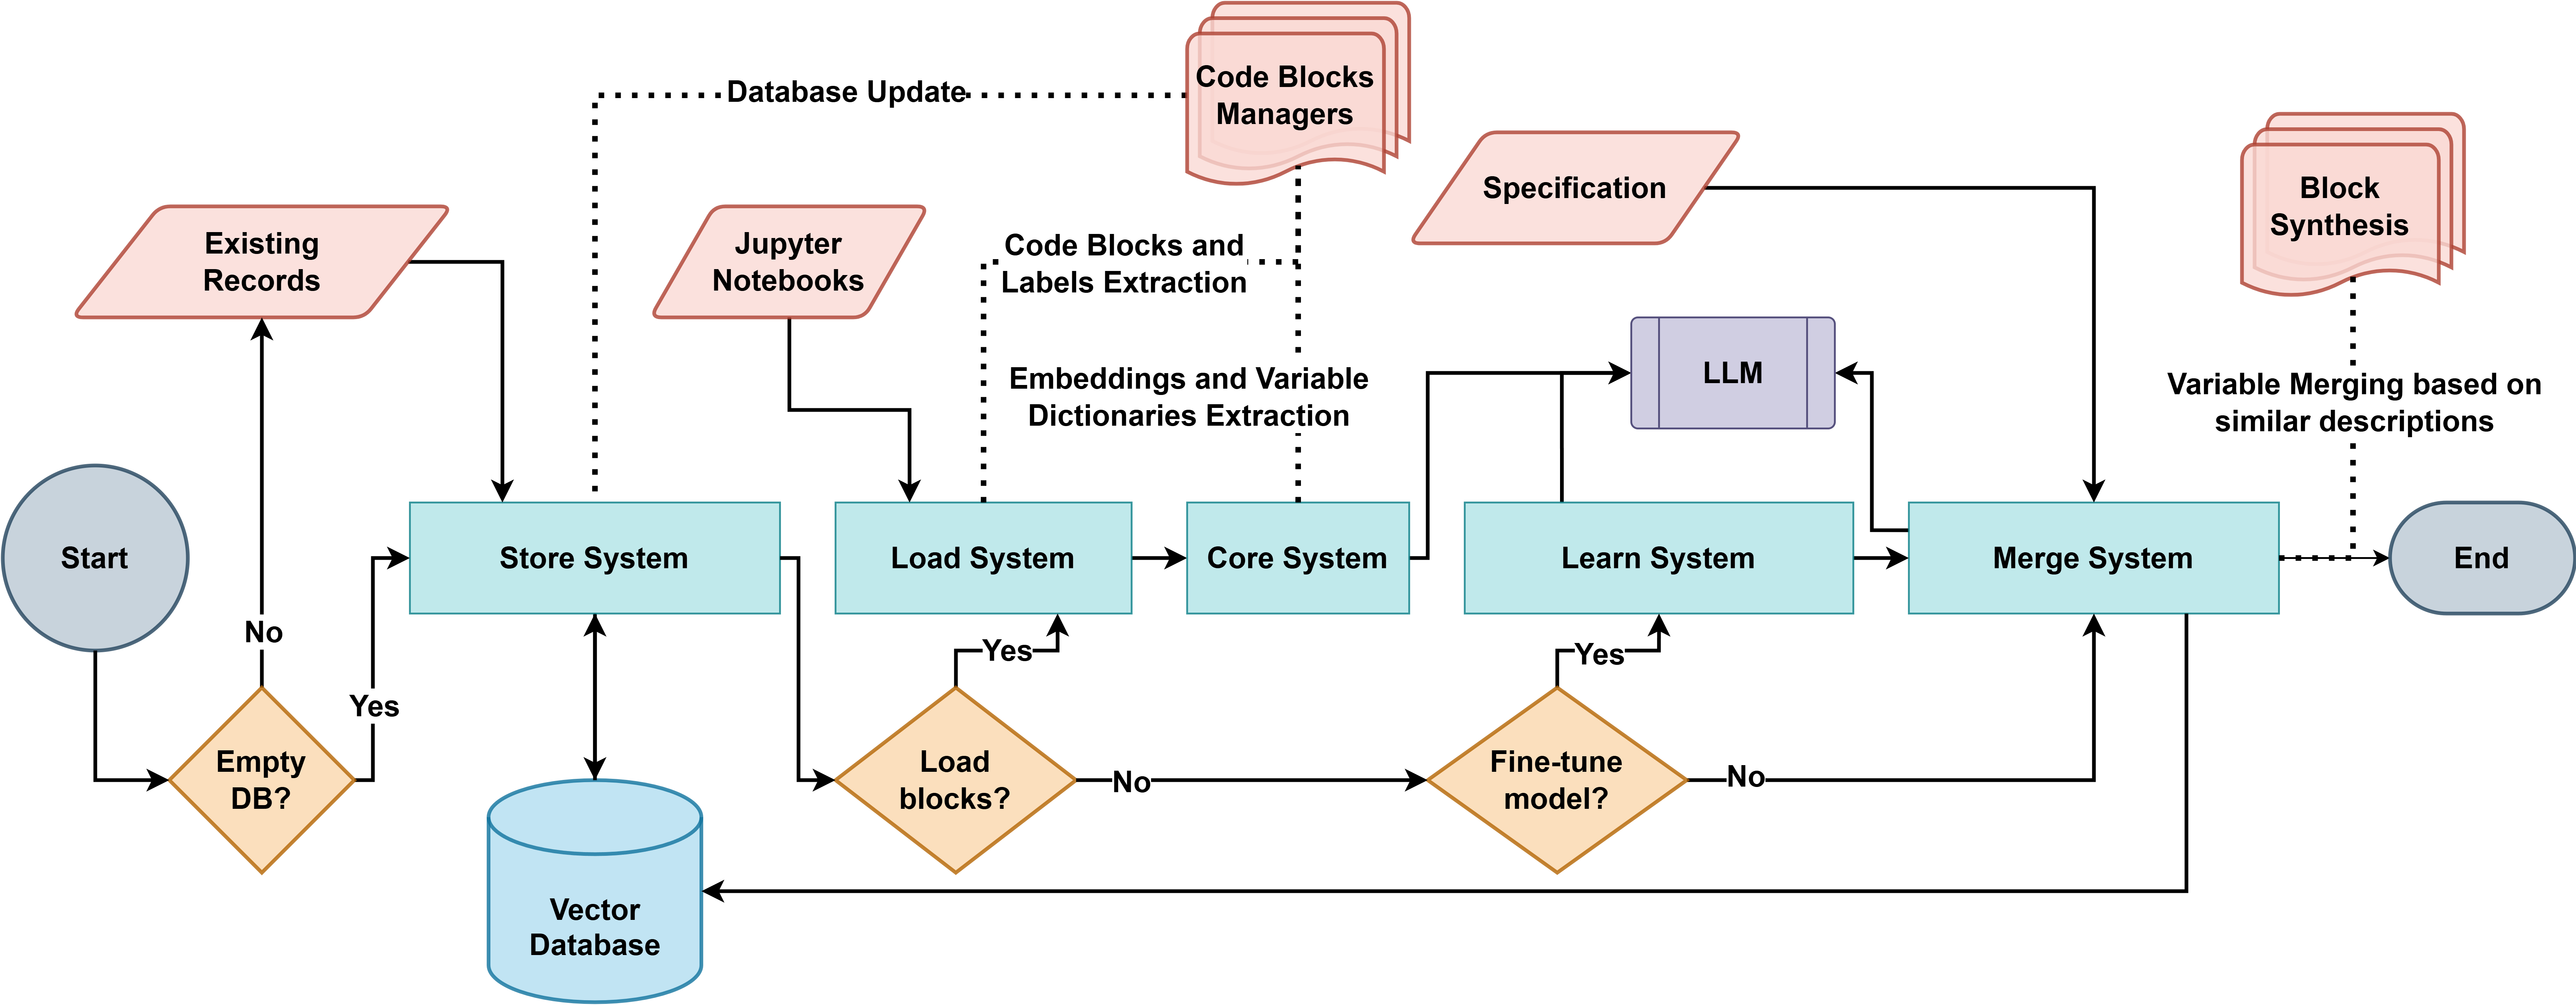 Code Blocks
Managers
Database Update
Specification
Block
Synthesis
Existing
Records
Jupyter
Notebooks
Code Blocks and
Labels Extraction
Embeddings and Variable
Dictionaries Extraction
LLM
Variable Merging based on
similar descriptions
Start
Store System
Load System
Core System
Learn System
Merge System
End
No
Yes
Yes
Yes
Empty
DB?
Load
blocks?
No
Fine-tune
model?
No
Vector
Database